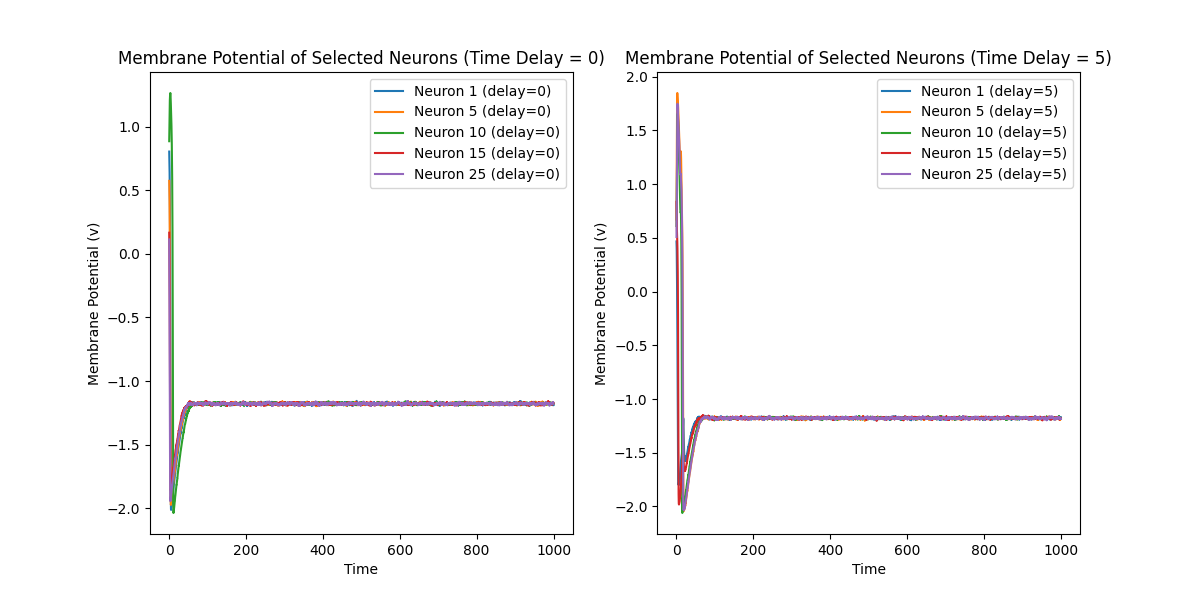 Membrane Potential of Selected Neurons (Time Delay = 0)
Membrane Potential (v)
1.0
0.5
0.0
−0.5
−1.0
−1.5
−2.0
Neuron 1 (delay=0)
Neuron 5 (delay=0)
Neuron 10 (delay=0)
Neuron 15 (delay=0)
Neuron 25 (delay=0)
0 200 400 600 800 1000
Time
Membrane Potential of Selected Neurons (Time Delay = 5)
Membrane Potential (v)
2.0
1.5
1.0
0.5
0.0
−0.5
−1.0
−1.5
−2.0
Neuron 1 (delay=5)
Neuron 5 (delay=5)
Neuron 10 (delay=5)
Neuron 15 (delay=5)
Neuron 25 (delay=5)
0 200 400 600 800 1000
Time